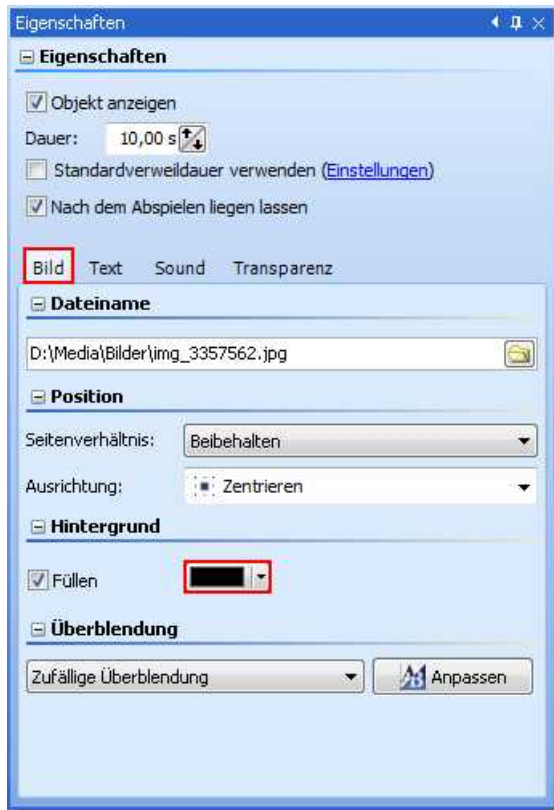 Eigenschaften
Eigenschaften
Objekt anzeigen
Dauer: 10,00 s
Standardverweildauer verwenden (Einstellungen)
Nach dem Abspielen liegen lassen
Bild Text Sound Transparenz
Dateiname
D:\Media\Bilder\img_3357562.jpg
Position
Seitenverhältnis: Beibehalten
Ausrichtung: Zentrieren
Hintergrund
Füllen
Überblendung
Zufällige Überblendung Anpassen